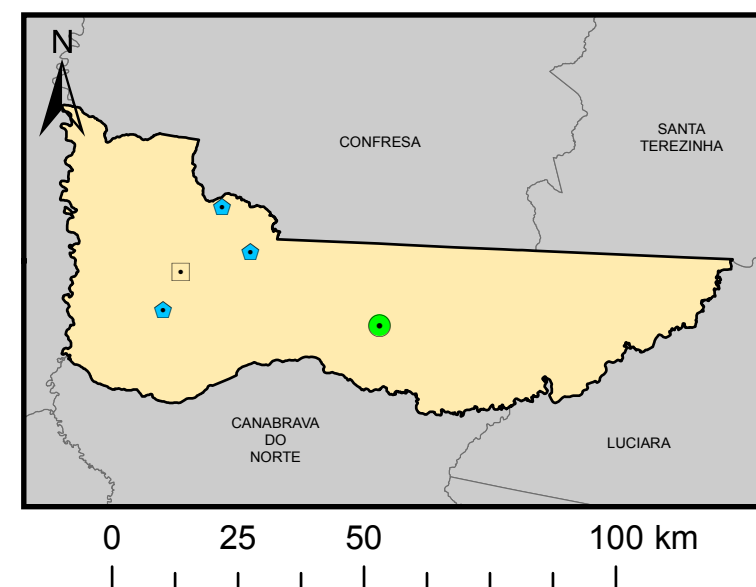 N
CONFRESA
SANTA
TEREZINHA
CANABRAVA
DO
NORTE
LUCIARA
0 25 50 100 km